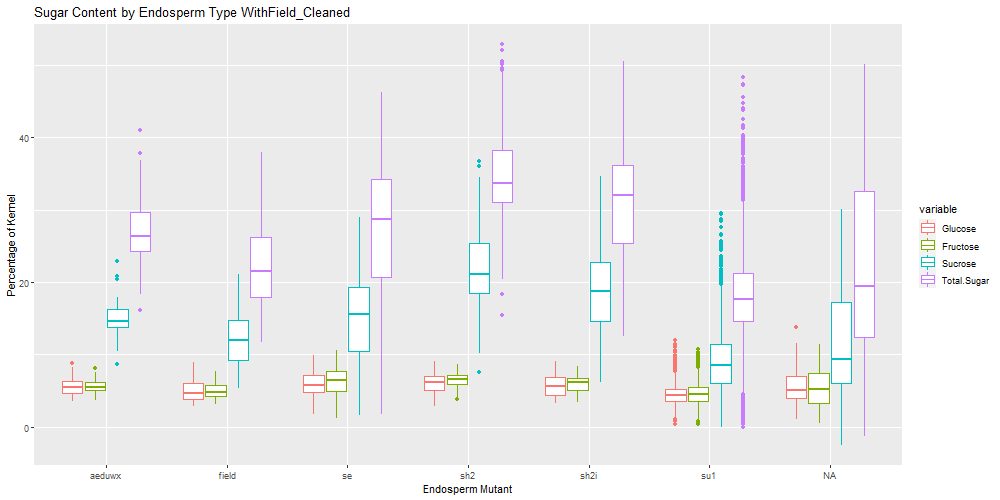 Sugar Content by Endosperm Type WithField_Cleaned
Percentage of Kernel
40
20
0
aeduwx
field
se
sh2
sh2i
su1
NA
Endosperm Mutant
variable
Glucose
Fructose
Sucrose
Total.Sugar